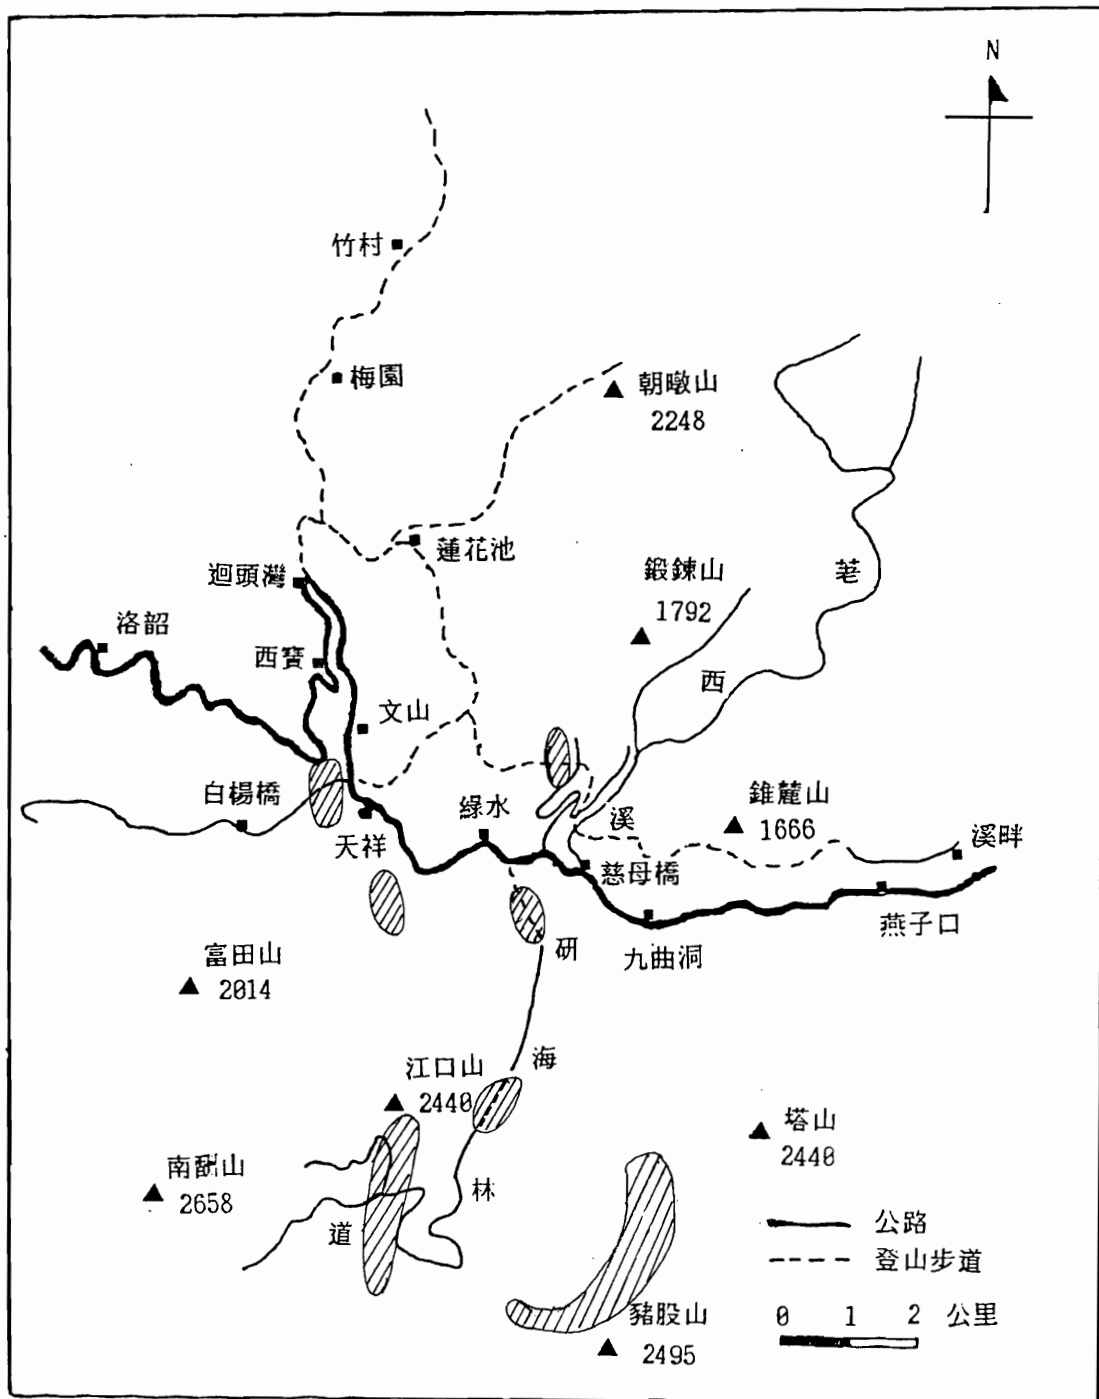 N
竹村
梅園
朝暾山
2248
蓮花池
迴頭灣
鍛鍊山
1792
荖
西
溪
洛韶
西寶
文山
白楊橋
天祥
綠水
錐麓山
1666
溪畔
慈母橋
燕子口
九曲洞
富田山
2014
研
海
林
道
江口山
2440
塔山
2440
南酬山
2658
公路
登山步道
0 1 2 公里
豬股山
2495